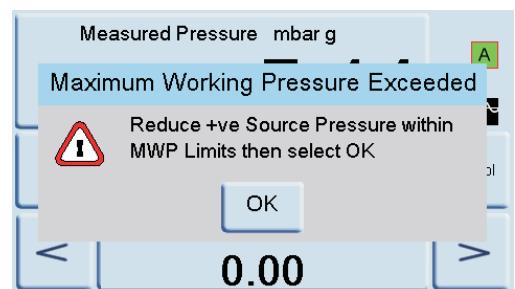 Measured Pressure mbar g
A
Maximum Working Pressure Exceeded
Reduce +ve Source Pressure within
MWP Limits then select OK
OK
<
0.00
>